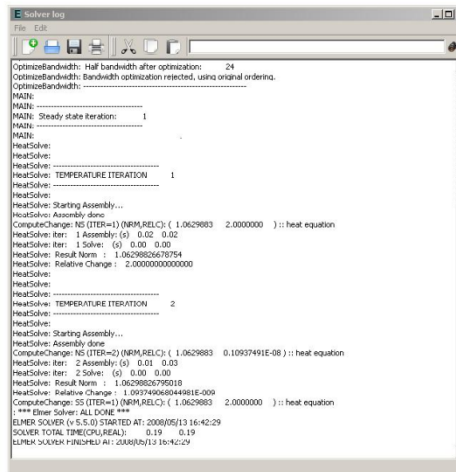 Solver log
File Edit
OptimizeBandwidth: Half bandwidth after optimization: 24
OptimizeBandwidth: Bandwidth optimization rejected, using original ordering.
OptimizeBandwidth: ------------------------------------------------------
MAIN:
MAIN: -------------------------------------
MAIN: Steady state iteration: 1
MAIN: -------------------------------------
MAIN:
HeatSolve:
HeatSolve:
HeatSolve: -------------------------------------
HeatSolve: TEMPERATURE ITERATION 1
HeatSolve: -------------------------------------
HeatSolve:
HeatSolve: Starting Assembly...
HeatSolve: Assembly done
ComputeChange: NS (ITER=1) (NRM,RELC): ( 1.0629883 2.0000000 ) :: heat equation
HeatSolve: iter: 1 Assembly: (s) 0.02 0.02
HeatSolve: iter: 1 Solve: (s) 0.00 0.00
HeatSolve: Result Norm : 1.06298826678754
HeatSolve: Relative Change : 2.00000000000000
HeatSolve:
HeatSolve:
HeatSolve: -------------------------------------
HeatSolve: TEMPERATURE ITERATION 2
HeatSolve: -------------------------------------
HeatSolve:
HeatSolve: Starting Assembly...
HeatSolve: Assembly done
ComputeChange: NS (ITER=2) (NRM,RELC): ( 1.0629883 0.10937491E-08 ) :: heat equation
HeatSolve: iter: 2 Assembly: (s) 0.01 0.03
HeatSolve: iter: 2 Solve: (s) 0.00 0.00
HeatSolve: Result Norm : 1.06298826795018
HeatSolve: Relative Change : 1.093749068044981E-009
ComputeChange: SS (ITER=1) (NRM,RELC): ( 1.0629883 2.0000000 ) :: heat equation
: *** Elmer Solver: ALL DONE ***
ELMER SOLVER (v 5.5.0) STARTED AT: 2008/05/13 16:42:29
SOLVER TOTAL TIME(CPU,REAL): 0.19 0.19
ELMER SOLVER FINISHED AT: 2008/05/13 16:42:29